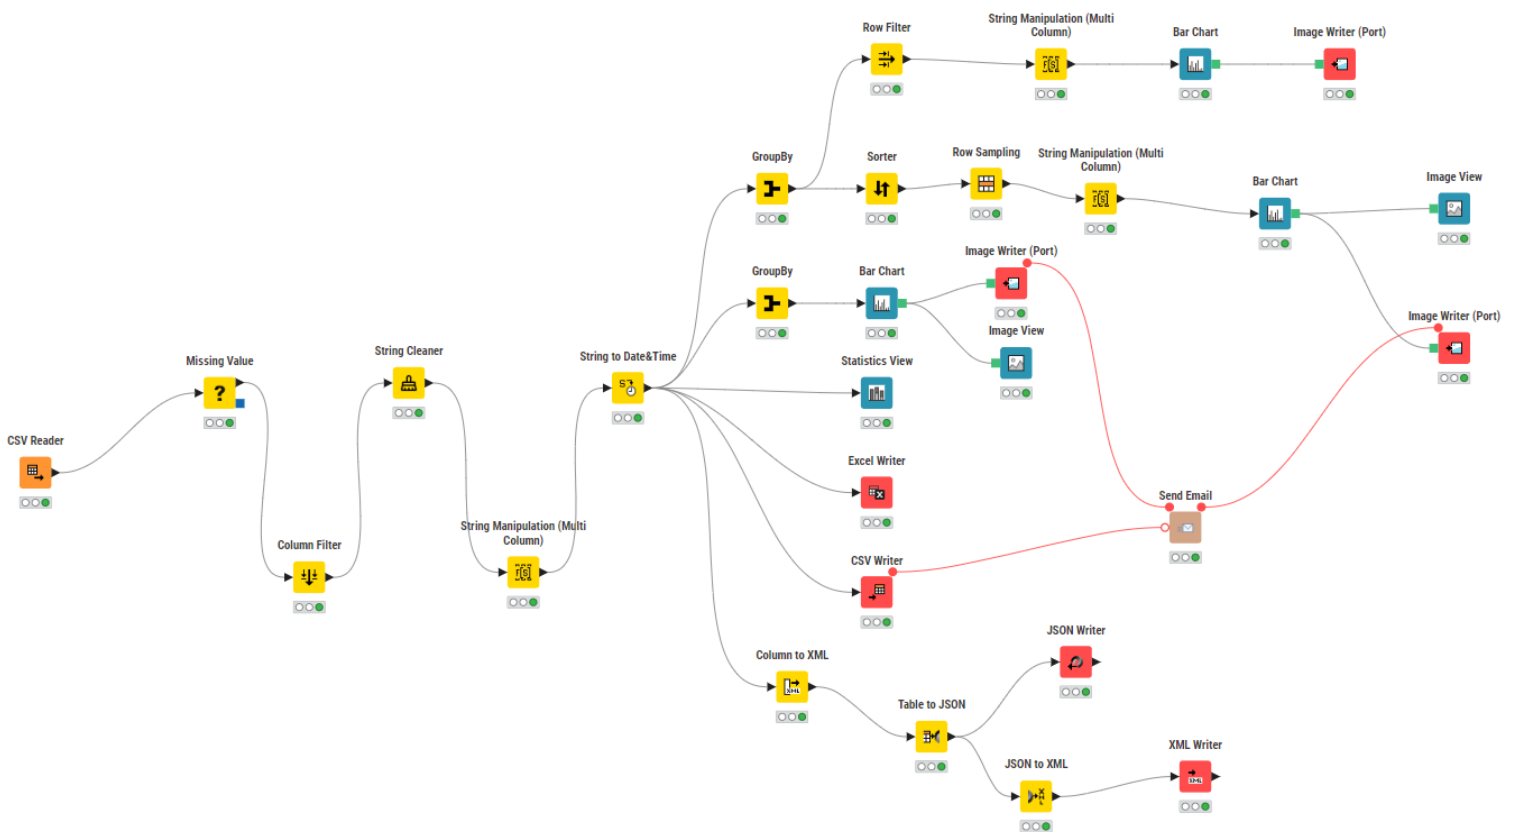 Row Filter
String Manipulation (Multi
Column)
Bar Chart
Image Writer (Port)
GroupBy
Sorter
Row Sampling
String Manipulation (Multi
Column)
Bar Chart
Image View
GroupBy
Bar Chart
Image Writer (Port)
Image View
Image Writer (Port)
Missing Value
String Cleaner
String to Date&Time
Statistics View
CSV Reader
Excel Writer
Send Email
String Manipulation (Multi
Column)
Column Filter
CSV Writer
JSON Writer
Column to XML
Table to JSON
JSON to XML
XML Writer